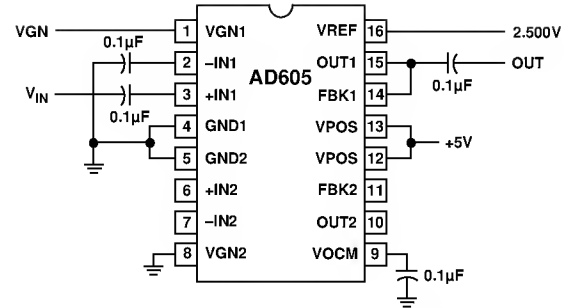 VGN 1 VGN1 VREF 16 2.500V
0.1µF
2 –IN1 OUT1 15 OUT
AD605
VIN 3 +IN1 FBK1 14 0.1µF
0.1µF
4 GND1 VPOS 13
+5V
5 GND2 VPOS 12
6 +IN2 FBK2 11
7 –IN2 OUT2 10
8 VGN2 VOCM 9
0.1µF